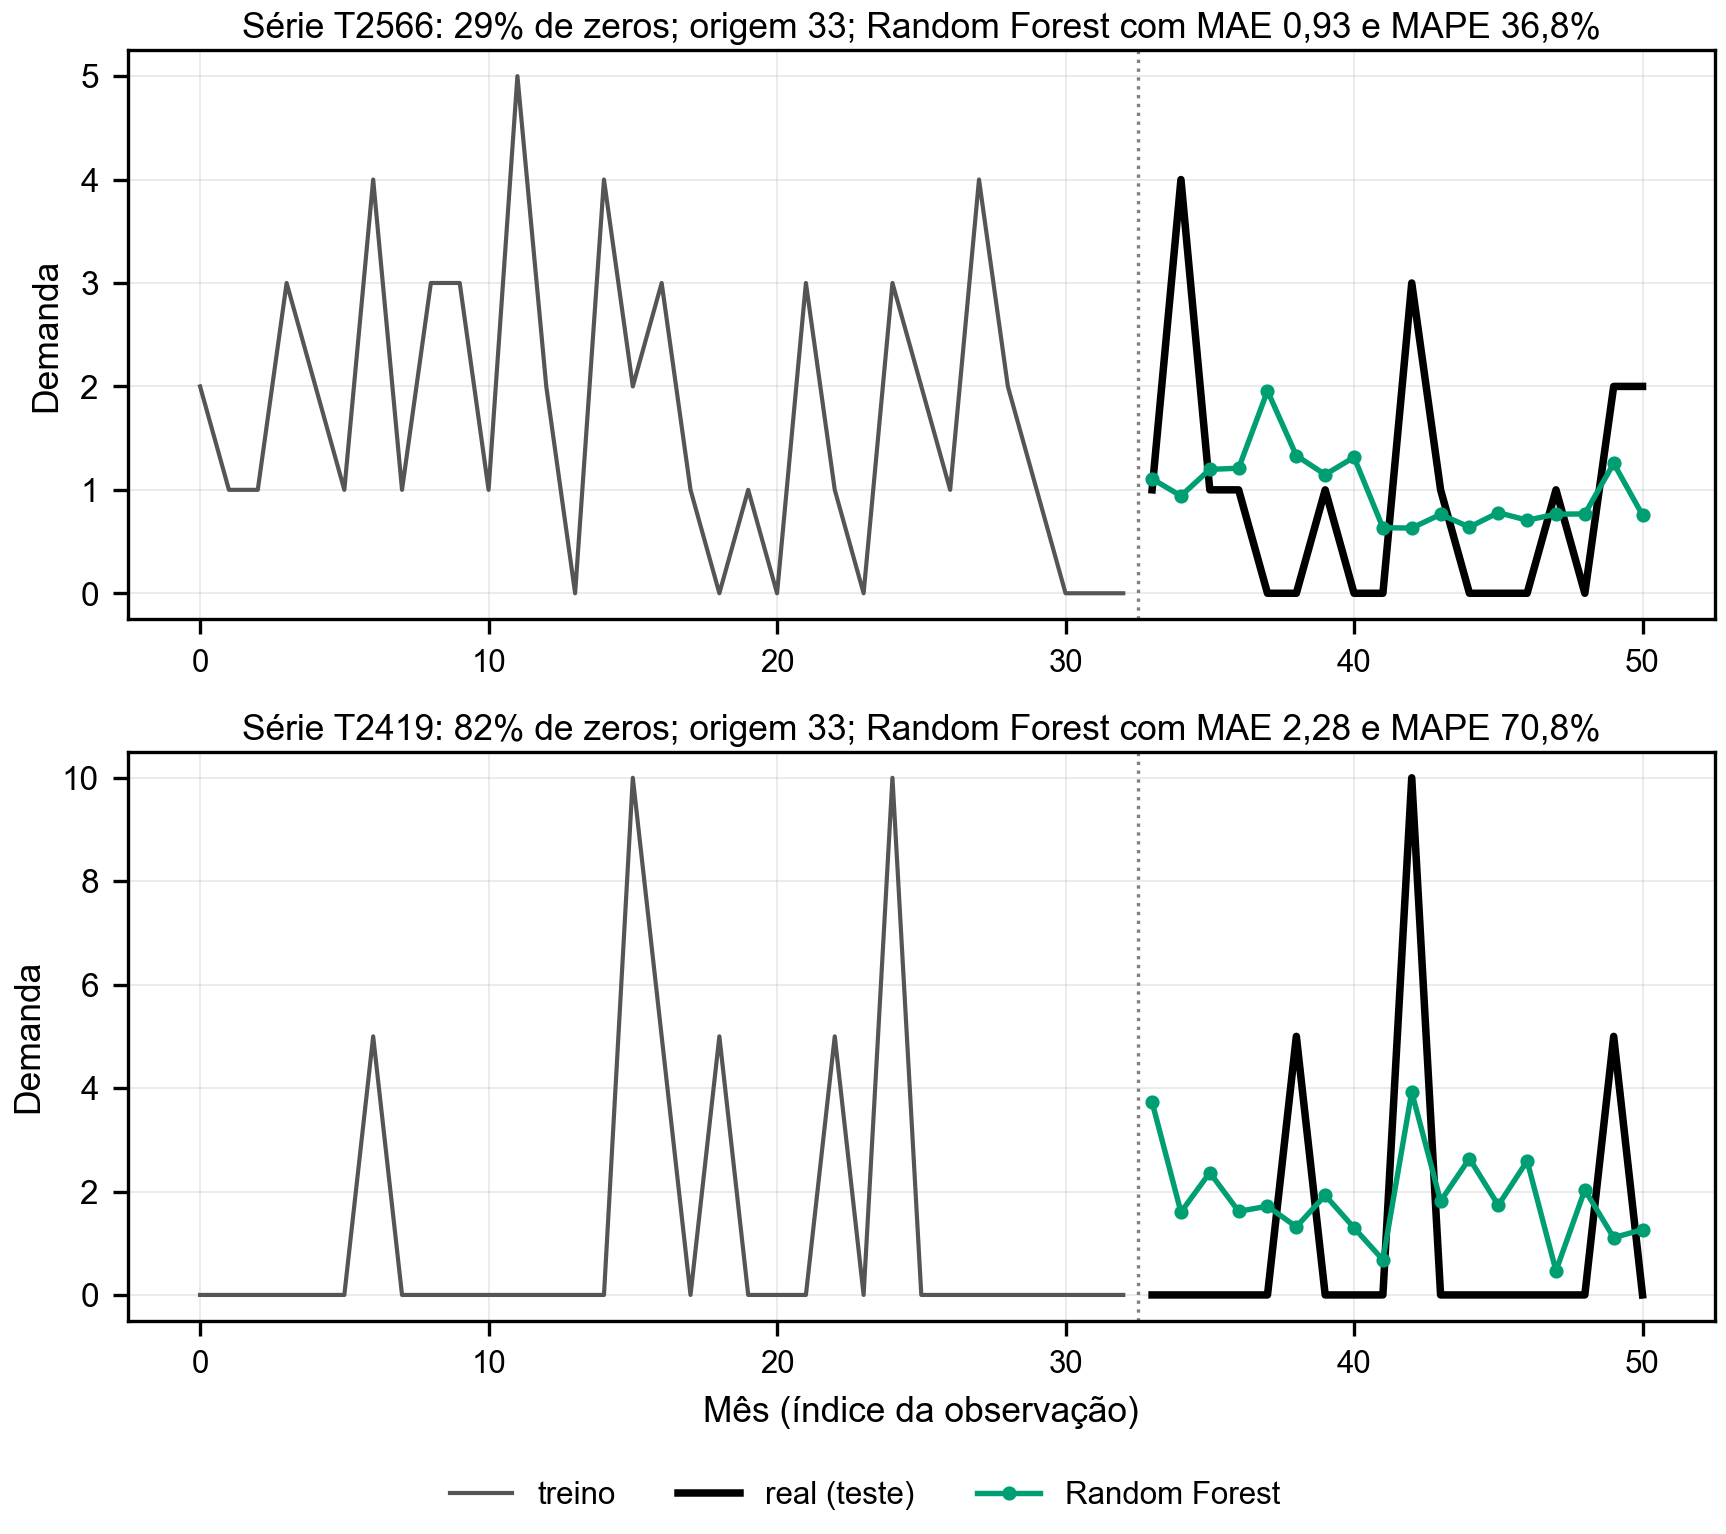 Série T2566: 29% de zeros; origem 33; Random Forest com MAE 0,93 e MAPE 36,8%
5
4
3
2
1
0
Demanda
0 10 20 30 40 50
Série T2419: 82% de zeros; origem 33; Random Forest com MAE 2,28 e MAPE 70,8%
10
8
6
4
2
0
Demanda
0 10 20 30 40 50
Mês (índice da observação)
treino real (teste) Random Forest